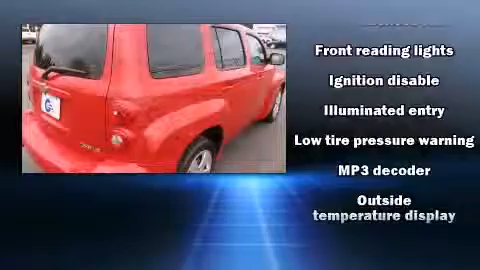 Front reading lights
Ignition disable
Illuminated entry
Low tire pressure warning
MP3 decoder
Outside
temperature display